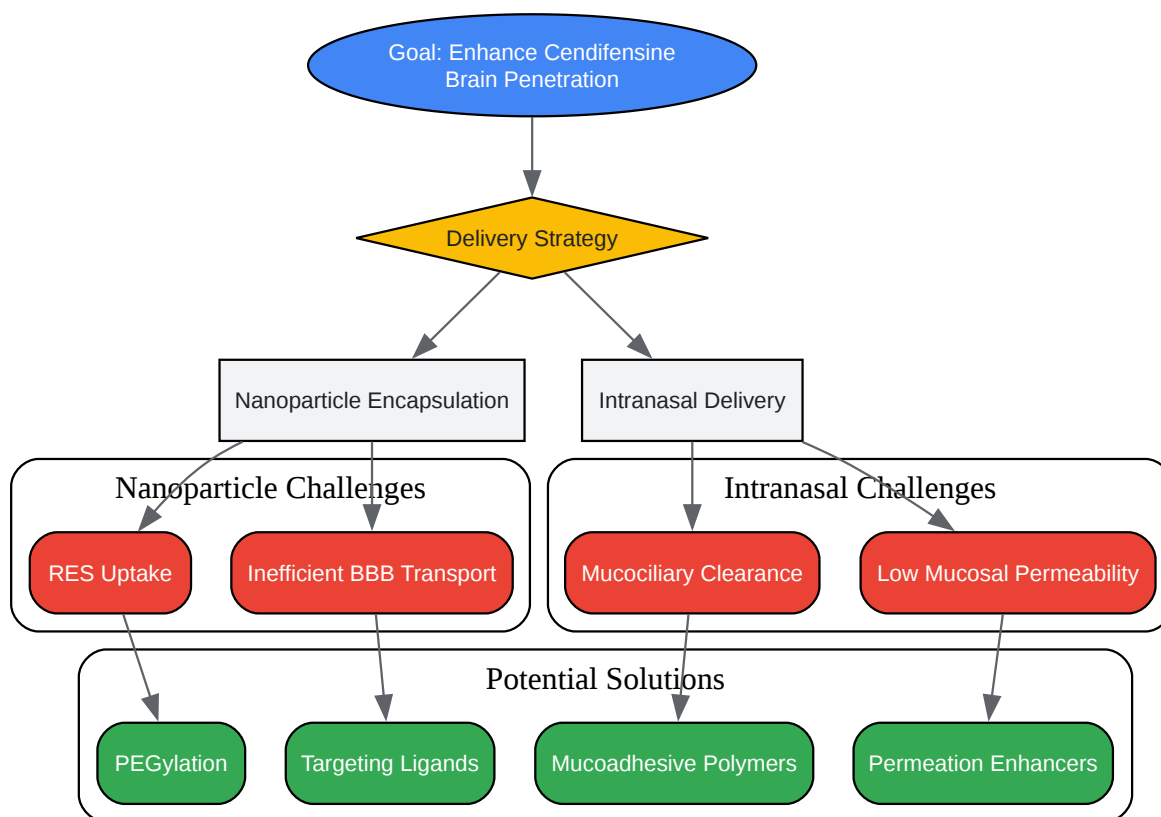 Goal: Enhance Cendifensine
Brain Penetration
Delivery Strategy
Nanoparticle Encapsulation
Intranasal Delivery
Nanoparticle Challenges
Intranasal Challenges
RES Uptake
Inefficient BBB Transport
Mucociliary Clearance
Low Mucosal Permeability
Potential Solutions
PEGylation
Targeting Ligands
Mucoadhesive Polymers
Permeation Enhancers